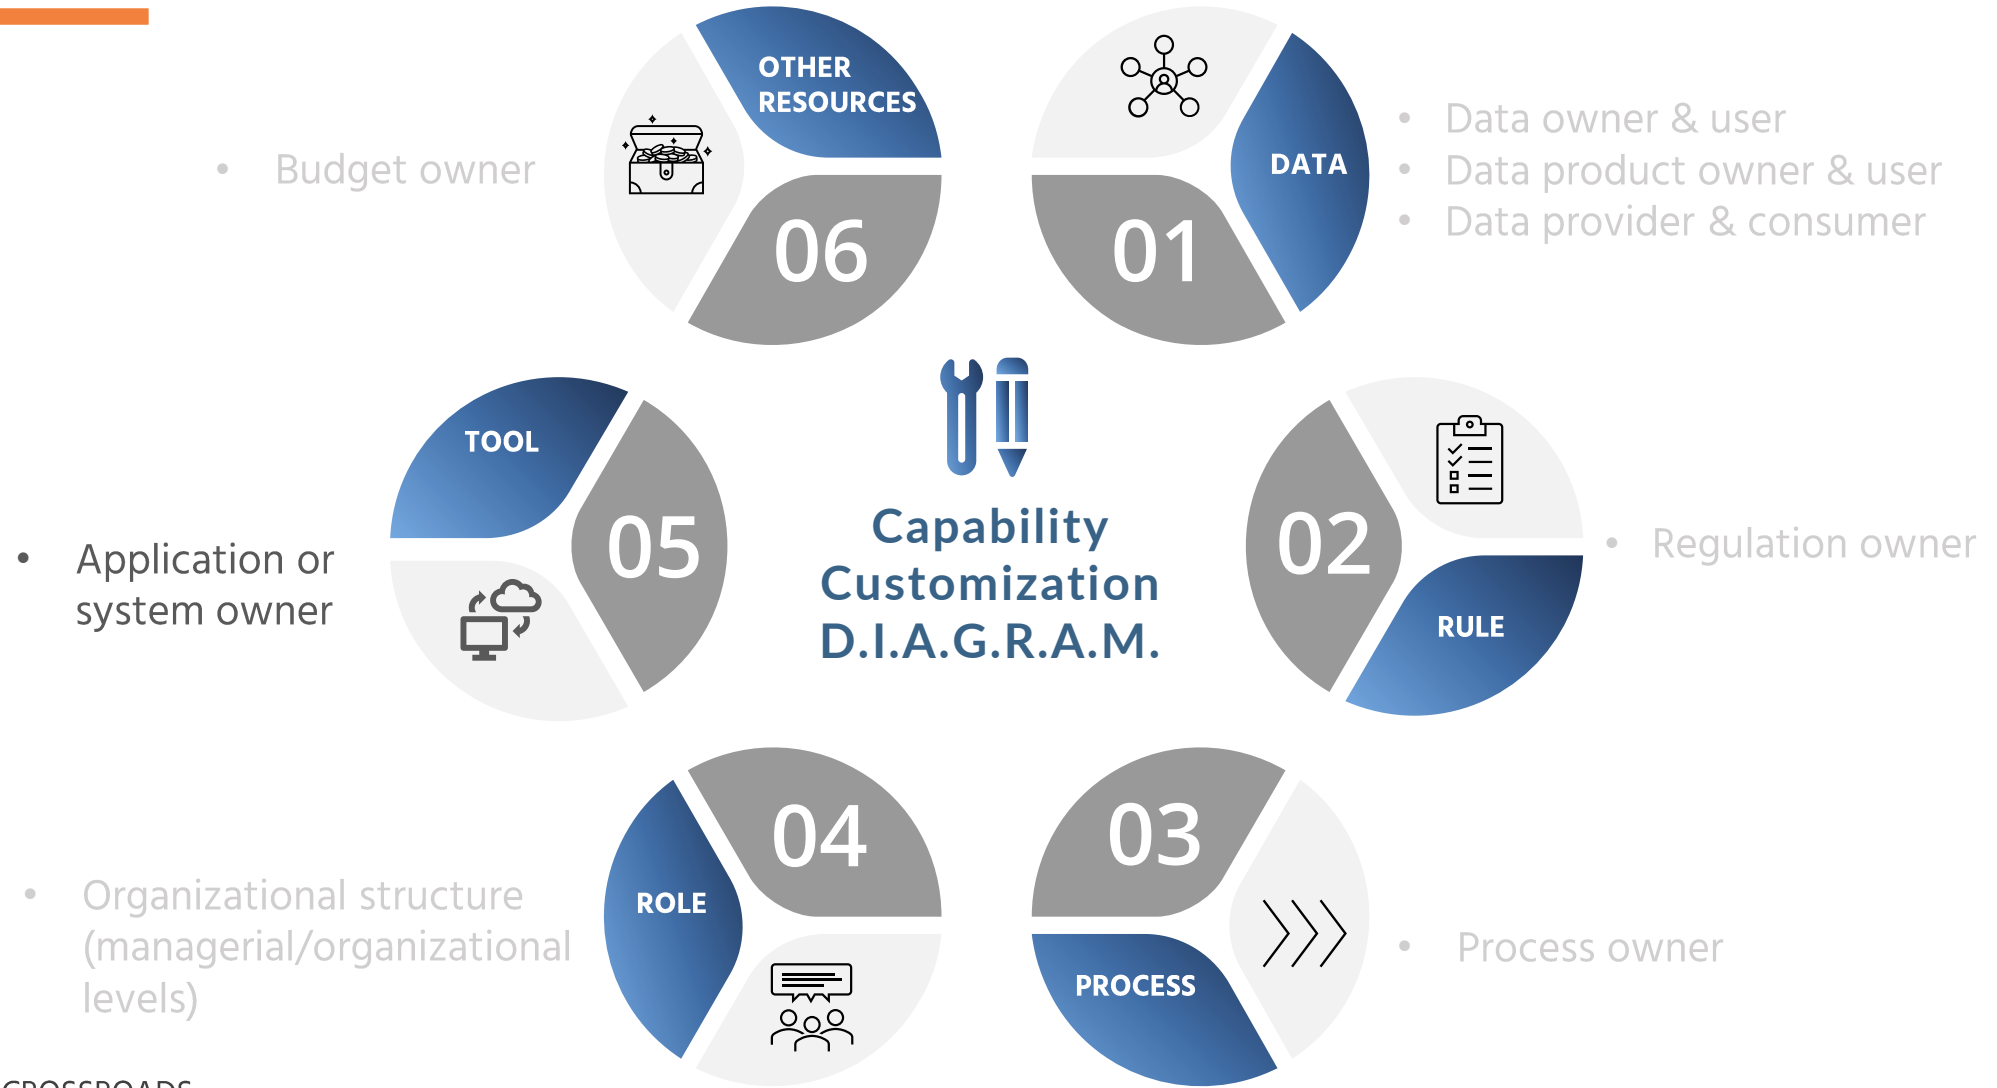 OTHER
RESOURCES
06
• Budget owner
01
DATA
• Data owner & user
• Data product owner & user
• Data provider & consumer
TOOL
05
• Application or
system owner
Capability
Customization
D.I.A.G.R.A.M.
02
RULE
• Regulation owner
04
ROLE
• Organizational structure
(managerial/organizational
levels)
03
PROCESS
• Process owner
CROSSROADS